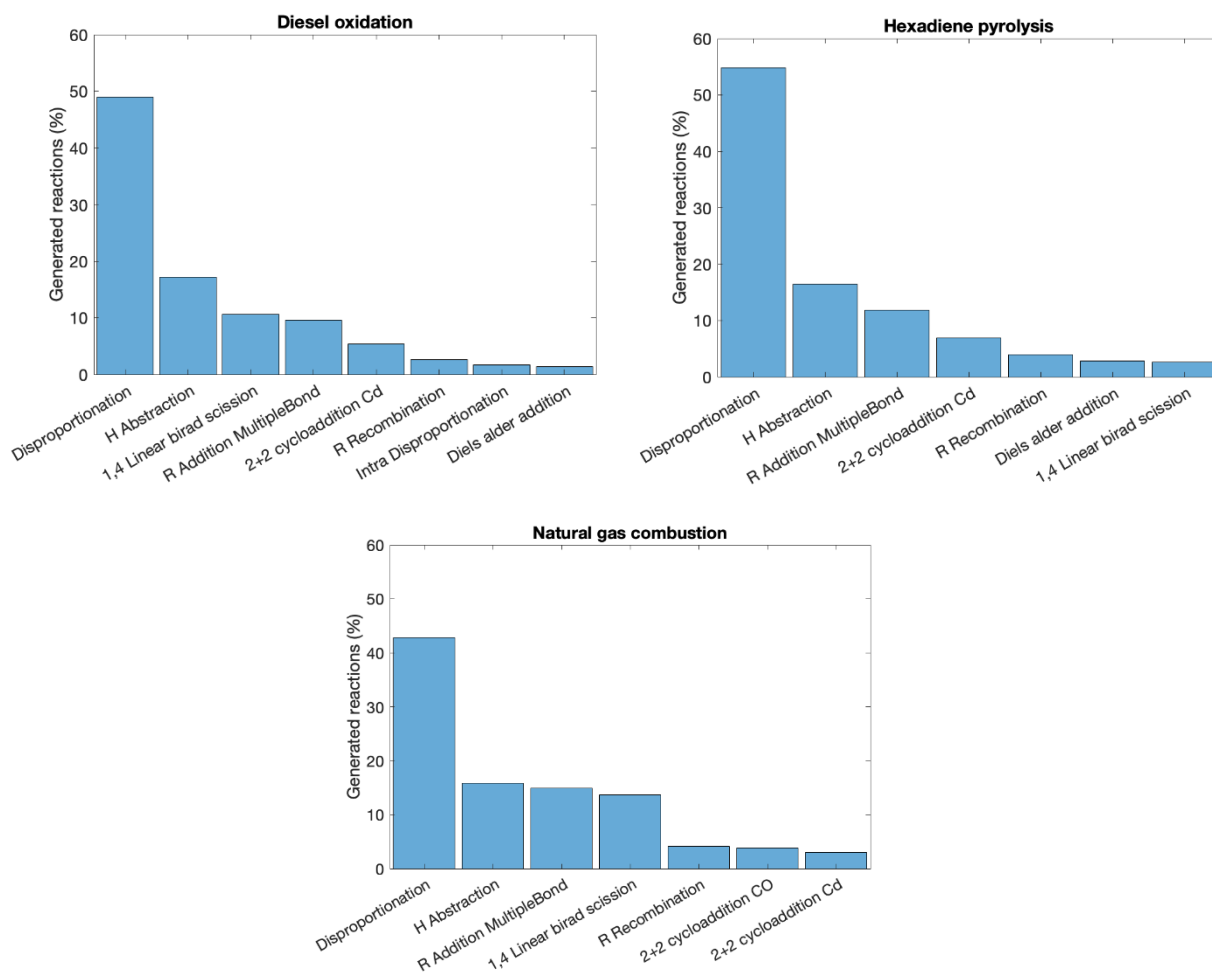 Diesel oxidation
Generated reactions (%)
60
50
40
30
20
10
0
Disproportionation
H Abstraction
1,4 Linear birad scission
R Addition MultipleBond
2+2 cycloaddition Cd
R Recombination
Intra Disproportionation
Diels alder addition
Hexadiene pyrolysis
Generated reactions (%)
60
50
40
30
20
10
0
Disproportionation
H Abstraction
R Addition MultipleBond
2+2 cycloaddition Cd
R Recombination
Diels alder addition
1,4 Linear birad scission
Natural gas combustion
Generated reactions (%)
60
50
40
30
20
10
0
Disproportionation
H Abstraction
R Addition MultipleBond
1,4 Linear birad scission
R Recombination
2+2 cycloaddition CO
2+2 cycloaddition Cd